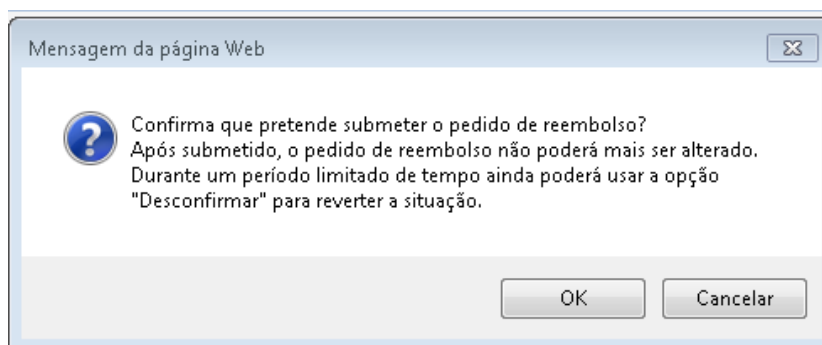 Mensagem da página Web
Confirma que pretende submeter o pedido de reembolso?
Após submetido, o pedido de reembolso não poderá mais ser alterado.
Durante um período limitado de tempo ainda poderá usar a opção
"Desconfirmar" para reverter a situação.
OK
Cancelar